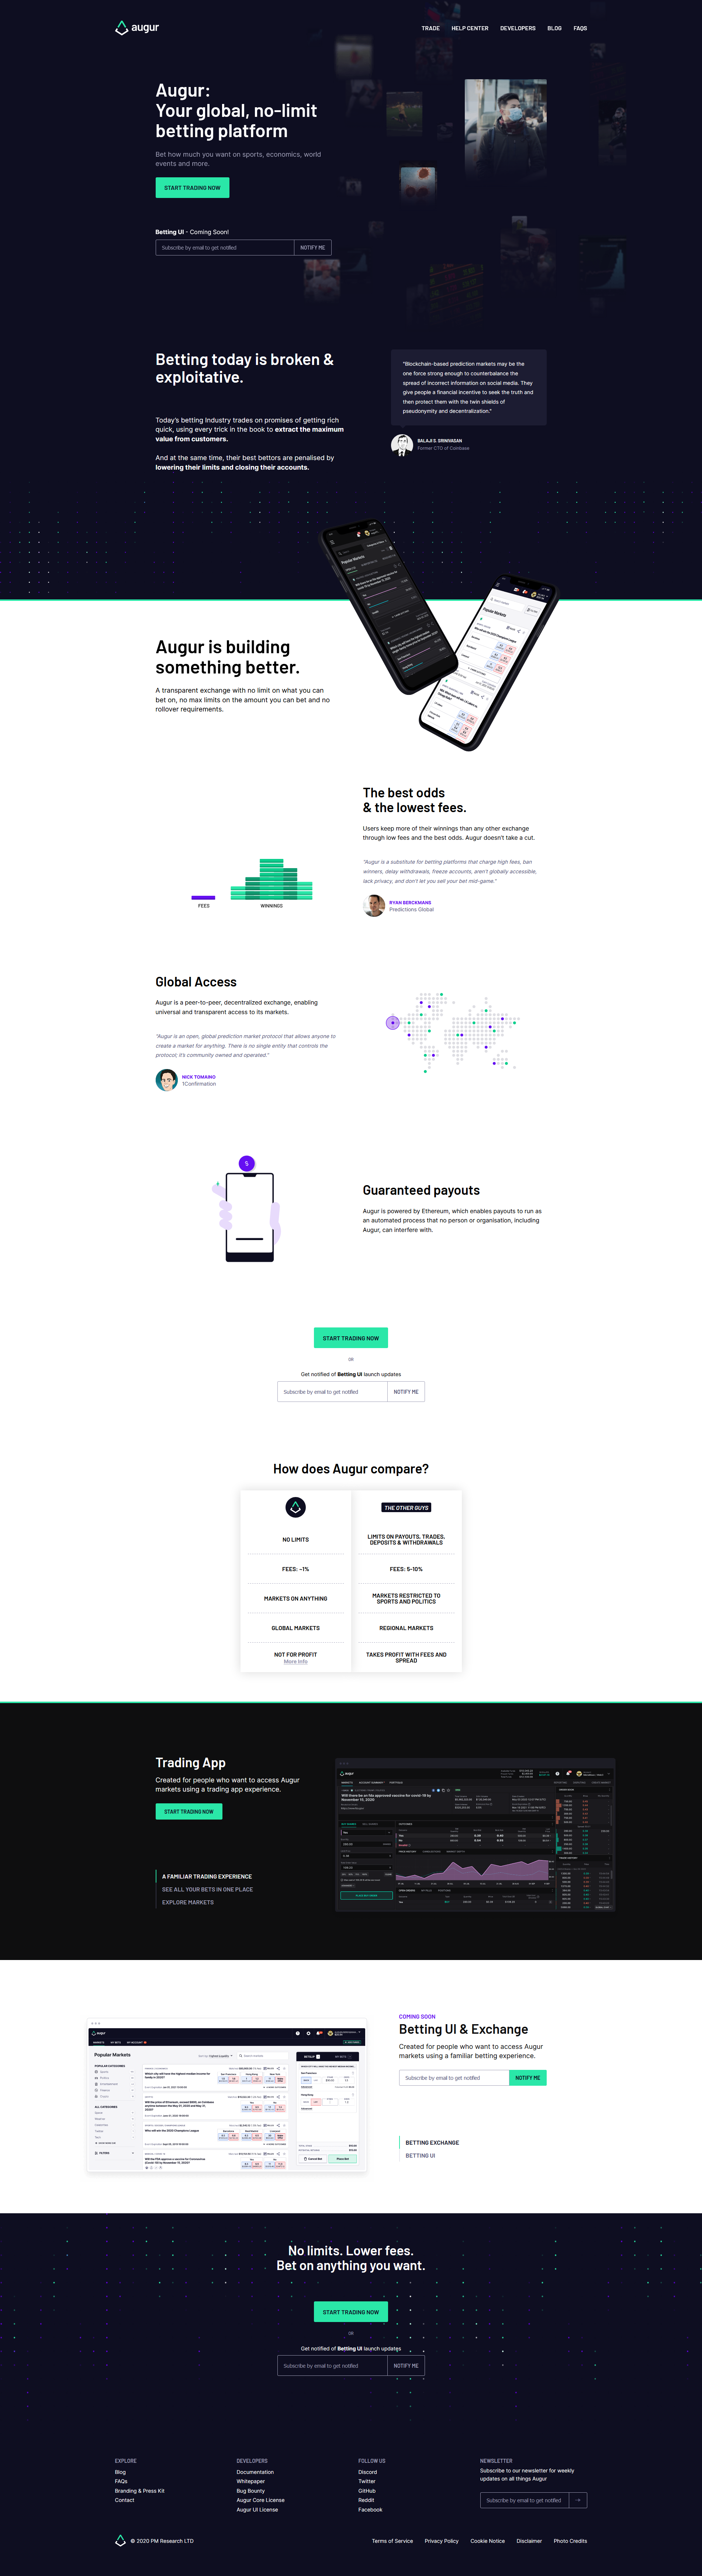 augur
TRADE HELP CENTER DEVELOPERS BLOG FAQS
Augur:
Your global, no-limit
betting platform
Bet how much you want on sports, economics, world
events and more.
START TRADING NOW
Betting UI - Coming Soon!
Subscribe by email to get notified NOTIFY ME
Betting today is broken &
exploitative.
Today's betting Industry trades on promises of getting rich
quick, using every trick in the book to extract the maximum
value from customers.
And at the same time, their best bettors are penalised by
lowering their limits and closing their accounts.
"Blockchain-based prediction markets may be the
one force strong enough to counterbalance the
spread of incorrect information on social media. They
give people a financial incentive to seek the truth and
then protect them with the twin shields of
pseudonymity and decentralization."
BALAJI S. SRINIVASAN
Former CTO of Coinbase
Augur is building
something better.
A transparent exchange with no limit on what you can
bet on, no max limits on the amount you can bet and no
rollover requirements.
Popular Markets
Popular Markets
The best odds
& the lowest fees.
Users keep more of their winnings than any other exchange
through low fees and the best odds. Augur doesn't take a cut.
"Augur is a substitute for betting platforms that charge high fees, ban
winners, delay withdrawals, freeze accounts, aren't globally accessible,
lack privacy, and don't let you sell your bet mid-game."
RYAN BERCKMANS
Predictions Global
FEES WINNINGS
Global Access
Augur is a peer-to-peer, decentralized exchange, enabling
universal and transparent access to its markets.
"Augur is an open, global prediction market protocol that allows anyone to
create a market for anything. There is no single entity that controls the
protocol; it's community owned and operated."
NICK TOMAINO
1Confirmation
Guaranteed payouts
Augur is powered by Ethereum, which enables payouts to run as
an automated process that no person or organisation, including
Augur, can interfere with.
START TRADING NOW
OR
Get notified of Betting UI launch updates
Subscribe by email to get notified NOTIFY ME
How does Augur compare?
THE OTHER GUYS
NO LIMITS
LIMITS ON PAYOUTS, TRADES,
DEPOSITS & WITHDRAWALS
FEES: ~1%
FEES: 5-10%
MARKETS ON ANYTHING
MARKETS RESTRICTED TO
SPORTS AND POLITICS
GLOBAL MARKETS
REGIONAL MARKETS
NOT FOR PROFIT
More Info
TAKES PROFIT WITH FEES AND
SPREAD
Trading App
Created for people who want to access Augur
markets using a trading app experience.
START TRADING NOW
A FAMILIAR TRADING EXPERIENCE
SEE ALL YOUR BETS IN ONE PLACE
EXPLORE MARKETS
Will there be an fda approved vaccine for covid-19 by
November 15, 2020?
COMING SOON
Betting UI & Exchange
Created for people who want to access Augur
markets using a familiar betting experience.
Subscribe by email to get notified NOTIFY ME
BETTING EXCHANGE
BETTING UI
augur
Popular Markets
POPULAR CATEGORIES
ALL CATEGORIES
No limits. Lower fees.
Bet on anything you want.
START TRADING NOW
OR
Get notified of Betting UI launch updates
Subscribe by email to get notified NOTIFY ME
EXPLORE
Blog
FAQs
Branding & Press Kit
Contact
DEVELOPERS
Documentation
Whitepaper
Bug Bounty
Augur Core License
Augur UI License
FOLLOW US
Discord
Twitter
GitHub
Reddit
Facebook
NEWSLETTER
Subscribe to our newsletter for weekly
updates on all things Augur
Subscribe by email to get notified
© 2020 PM Research LTD
Terms of Service Privacy Policy Cookie Notice Disclaimer Photo Credits